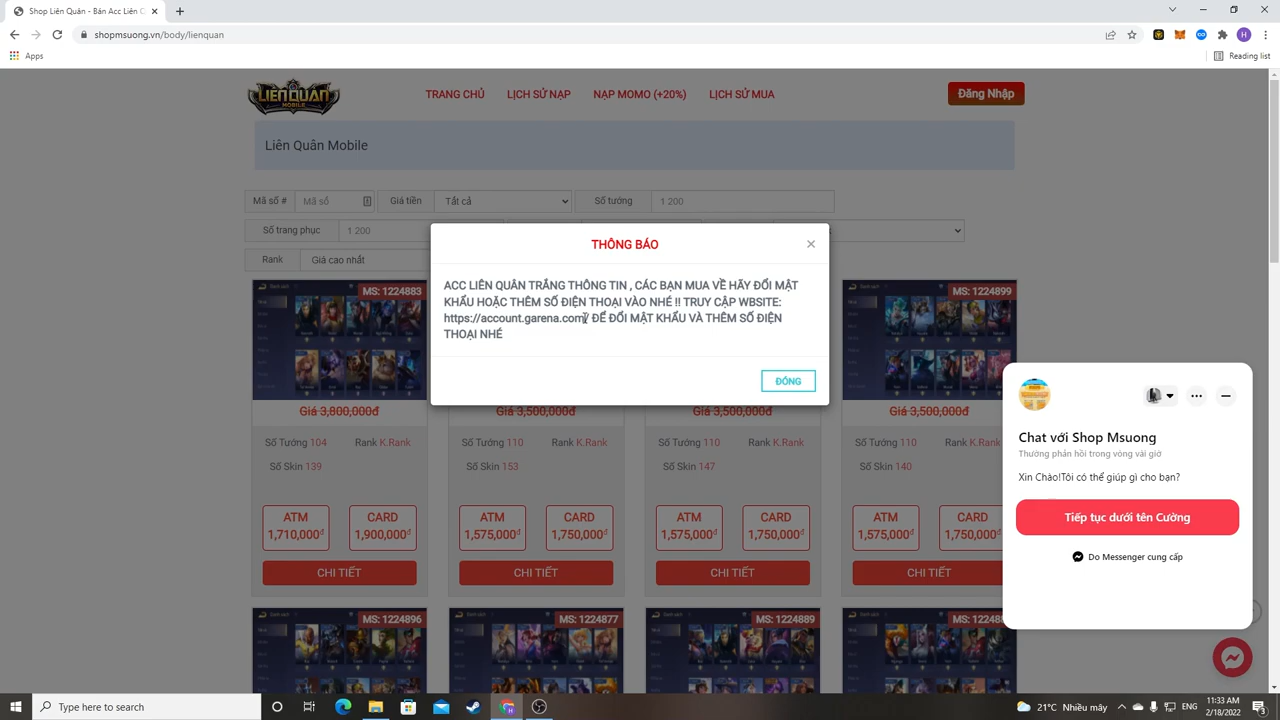 Shop Liên Quân - Bán Acc Liên Q
shopmsuong.vn/body/lienquan
Apps
Reading list
LIÊN QUÂN
MOBILE
TRANG CHỦ
LỊCH SỬ NẠP
NẠP MOMO (+20%)
LỊCH SỬ MUA
Đăng Nhập
Liên Quân Mobile
Mã số #
Mã số
Giá tiền
Tất cả
Số tướng
1 200
Số trang phục
1 200
Rank
Giá cao nhất
THÔNG BÁO
×
ACC LIÊN QUÂN TRẮNG THÔNG TIN , CÁC BẠN MUA VỀ HÃY ĐỔI MẬT
KHẨU HOẶC THÊM SỐ ĐIỆN THOẠI VÀO NHÉ !! TRUY CẬP WBSITE:
https://account.garena.com/ ĐỂ ĐỔI MẬT KHẨU VÀ THÊM SỐ ĐIỆN
THOẠI NHÉ
ĐÓNG
MS: 1224883
MS: 1224899
Giá 3,800,000đ
Giá 3,500,000đ
Giá 3,500,000đ
Giá 3,500,000đ
Số Tướng 104
Rank K.Rank
Số Tướng 110
Rank K.Rank
Số Tướng 110
Rank K.Rank
Số Tướng 110
Rank K.Rank
Số Skin 139
Số Skin 153
Số Skin 147
Số Skin 140
ATM
1,710,000đ
CARD
1,900,000đ
ATM
1,575,000đ
CARD
1,750,000đ
ATM
1,575,000đ
CARD
1,750,000đ
ATM
1,575,000đ
CARD
1,750,000
CHI TIẾT
CHI TIẾT
CHI TIẾT
CHI TIẾT
MS: 1224896
MS: 1224877
MS: 1224889
MS: 12248
Chat với Shop Msuong
Thường phản hồi trong vòng vài giờ
Xin Chào!Tôi có thể giúp gì cho bạn?
Tiếp tục dưới tên Cường
Do Messenger cung cấp
Type here to search
21°C Nhiều mây
ENG
11:33 AM
2/18/2022
3